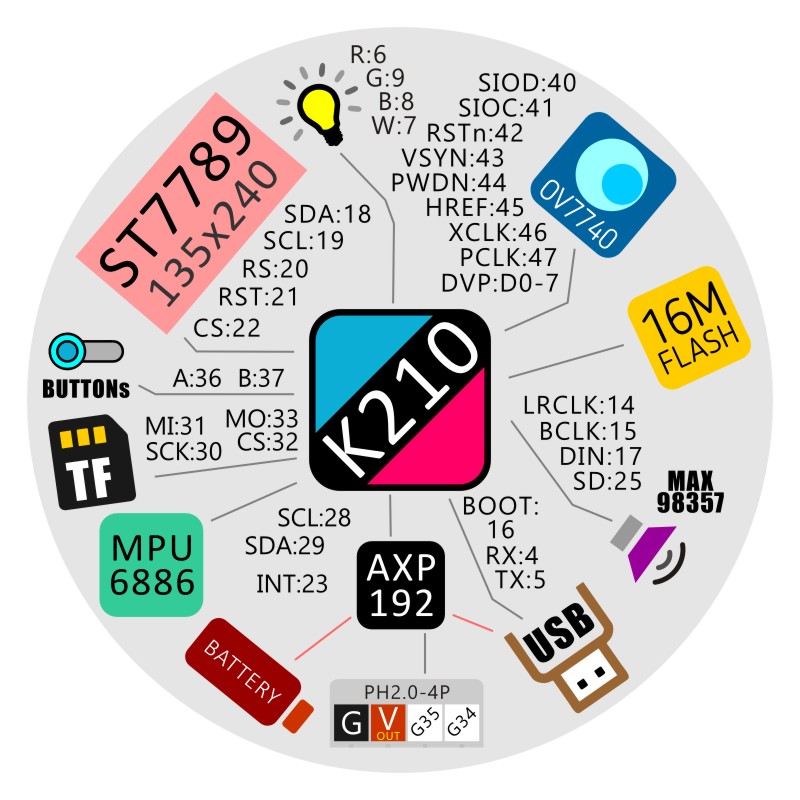 R:6
G:9
B:8
W:7
SIOD:40
SIOC:41
RSTn:42
VSYN:43
PWDN:44
HREF:45
XCLK:46
PCLK:47
DVP:D0-7
OV7740
ST7789
135x240
SDA:18
SCL:19
RS:20
RST:21
CS:22
16M
FLASH
BUTTONs
A:36 B:37
K210
TF
MI:31 MO:33
SCK:30 CS:32
LRCLK:14
BCLK:15
DIN:17
SD:25
MAX
98357
MPU
6886
SCL:28
SDA:29
INT:23
AXP
192
BOOT:
16
RX:4
TX:5
USB
BATTERY
PH2.0-4P
G V OUT G35 G34